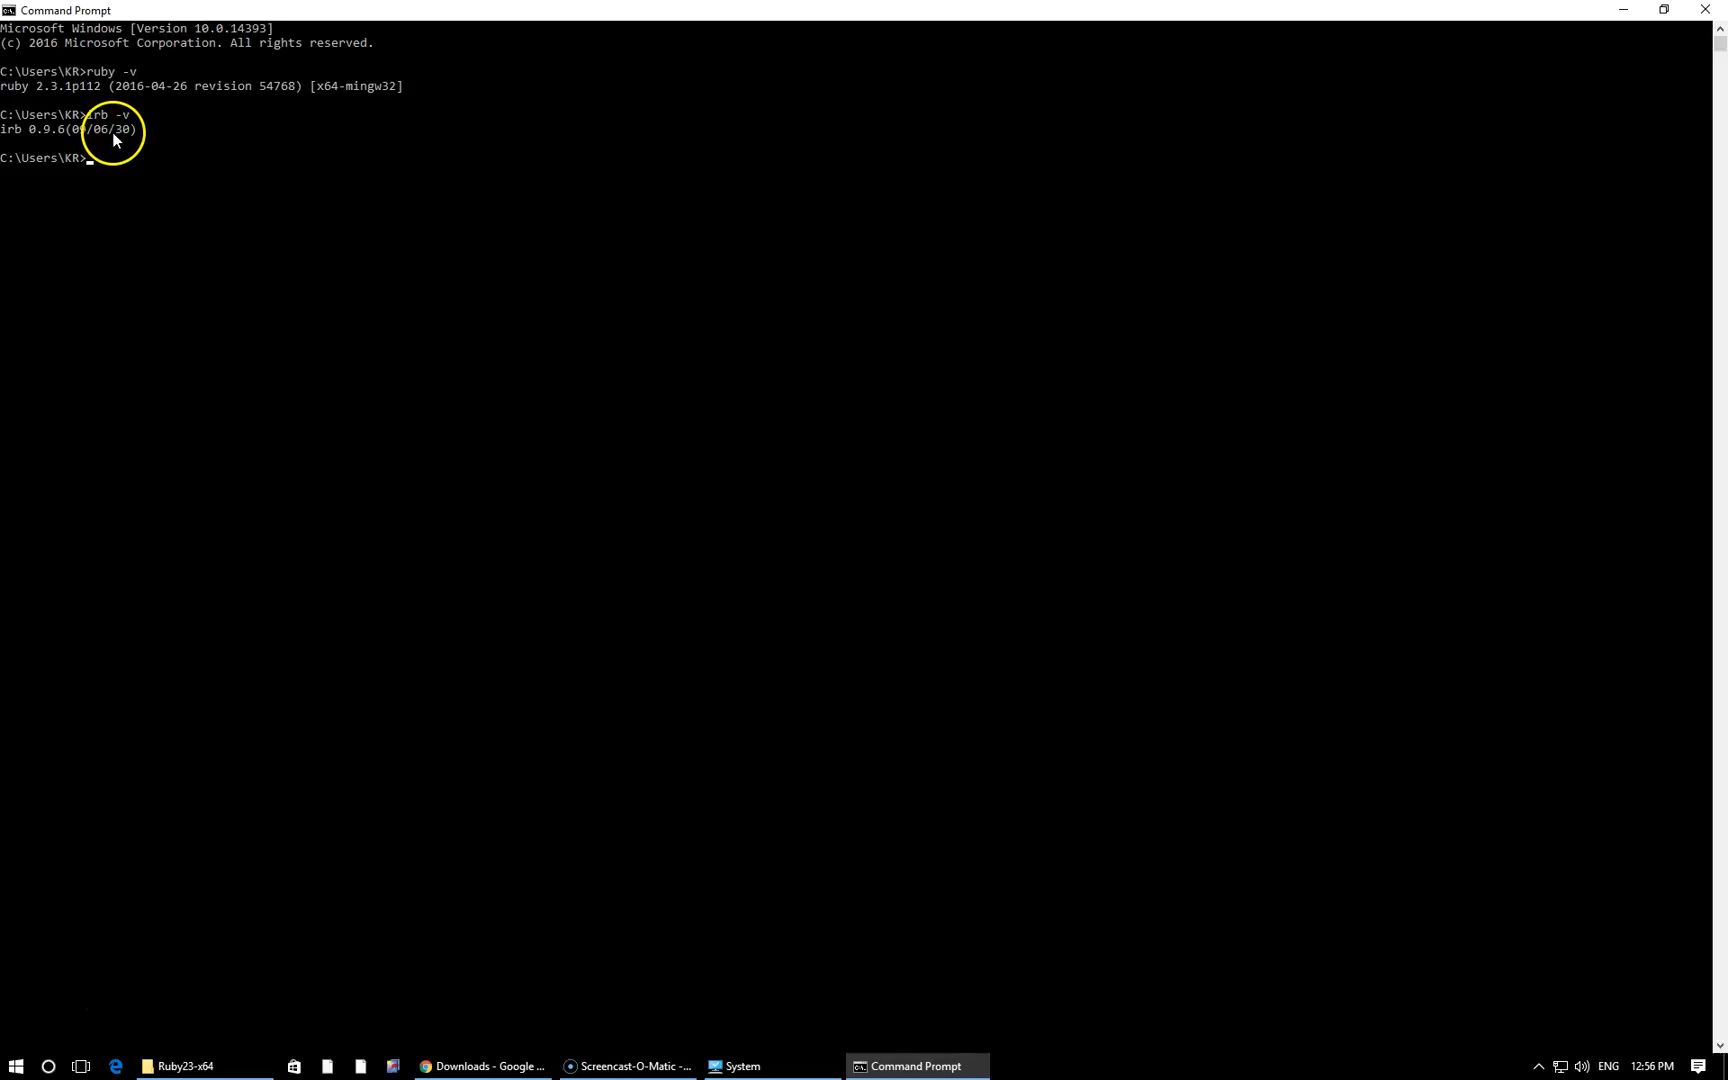 Command Prompt
Microsoft Windows [Version 10.0.14393]
(c) 2016 Microsoft Corporation. All rights reserved.
C:\Users\KR>ruby -v
ruby 2.3.1p112 (2016-04-26 revision 54768) [x64-mingw32]
C:\Users\KR>irb -v
irb 0.9.6(09/06/30)
C:\Users\KR>
Ruby23-x64 Downloads - Google ... Screencast-O-Matic -... System Command Prompt ENG 12:56 PM